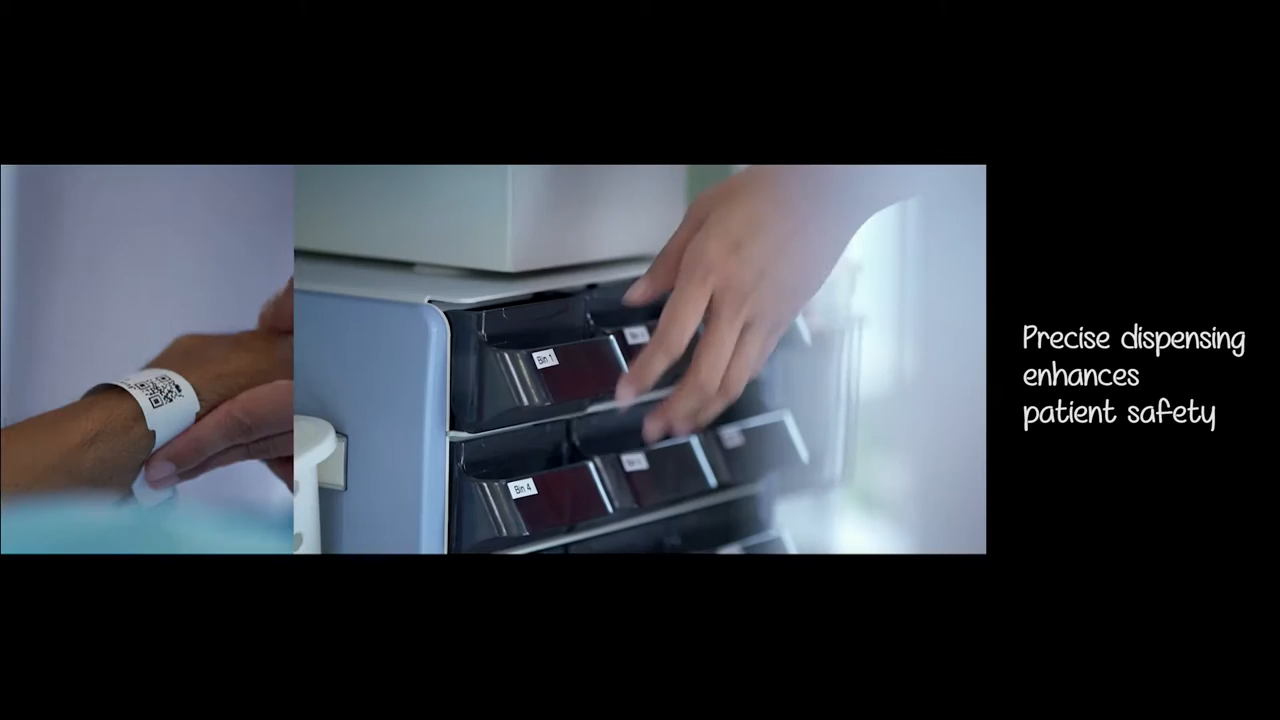 Bin 1
Bin 4
Precise dispensing
enhances
patient safety